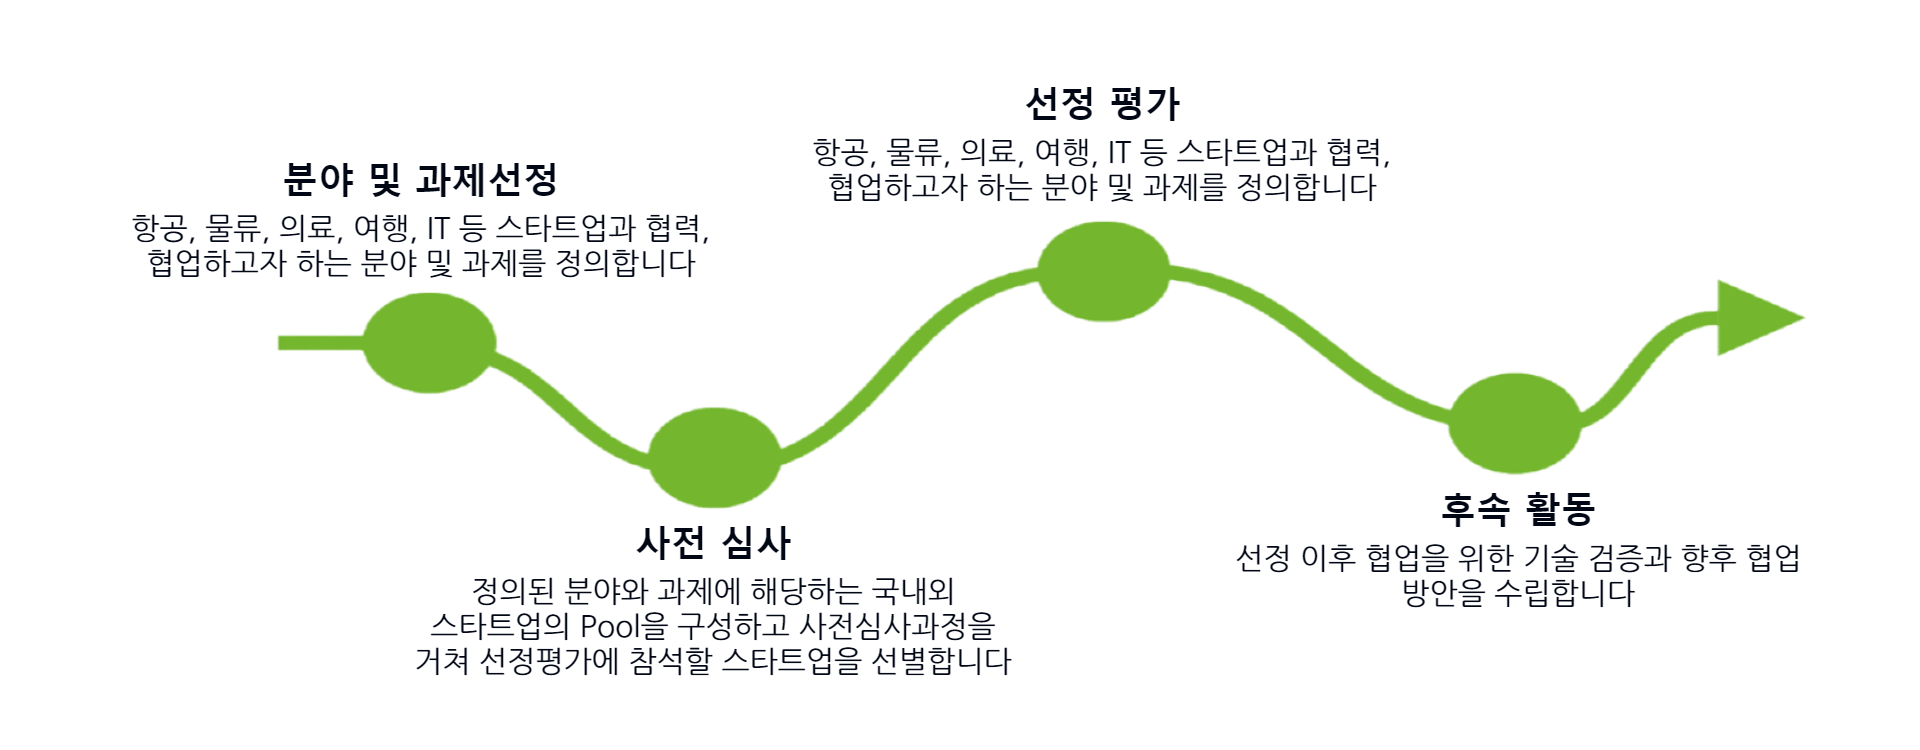 분야 및 과제선정
항공, 물류, 의료, 여행, IT 등 스타트업과 협력,
협업하고자 하는 분야 및 과제를 정의합니다
사전 심사
정의된 분야와 과제에 해당하는 국내외
스타트업의 Pool을 구성하고 사전심사과정을
거쳐 선정평가에 참석할 스타트업을 선별합니다
선정 평가
항공, 물류, 의료, 여행, IT 등 스타트업과 협력,
협업하고자 하는 분야 및 과제를 정의합니다
후속 활동
선정 이후 협업을 위한 기술 검증과 향후 협업
방안을 수립합니다